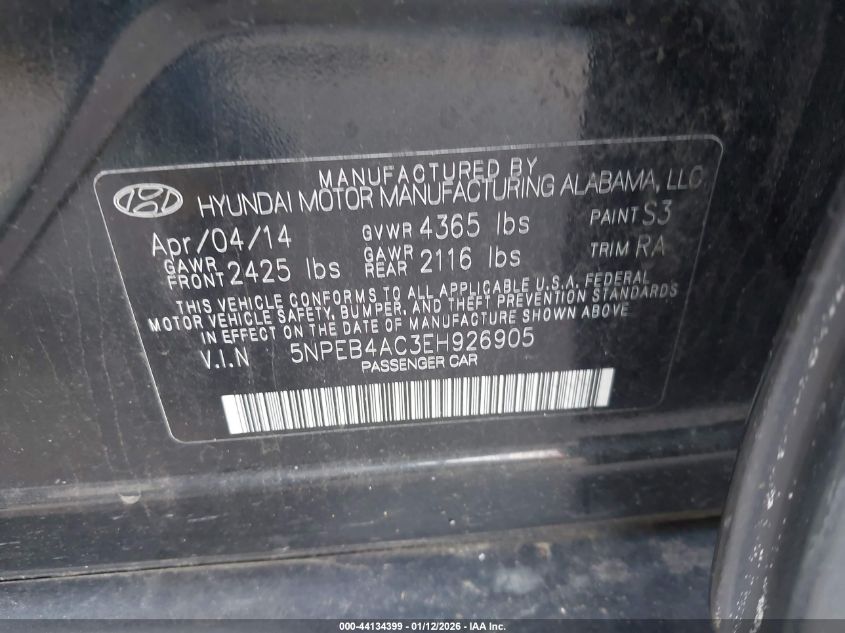 MANUFACTURED BY
HYUNDAI MOTOR MANUFACTURING ALABAMA, LLC
Apr/04/14 GVWR 4365 lbs PAINT S3
GAWR FRONT 2425 lbs GAWR REAR 2116 lbs TRIM RA
THIS VEHICLE CONFORMS TO ALL APPLICABLE U.S.A. FEDERAL
MOTOR VEHICLE SAFETY, BUMPER, AND THEFT PREVENTION STANDARDS
IN EFFECT ON THE DATE OF MANUFACTURE SHOWN ABOVE.
V.I.N 5NPEB4AC3EH926905
PASSENGER CAR
000-44134399 - 01/12/2026 - IAA Inc.